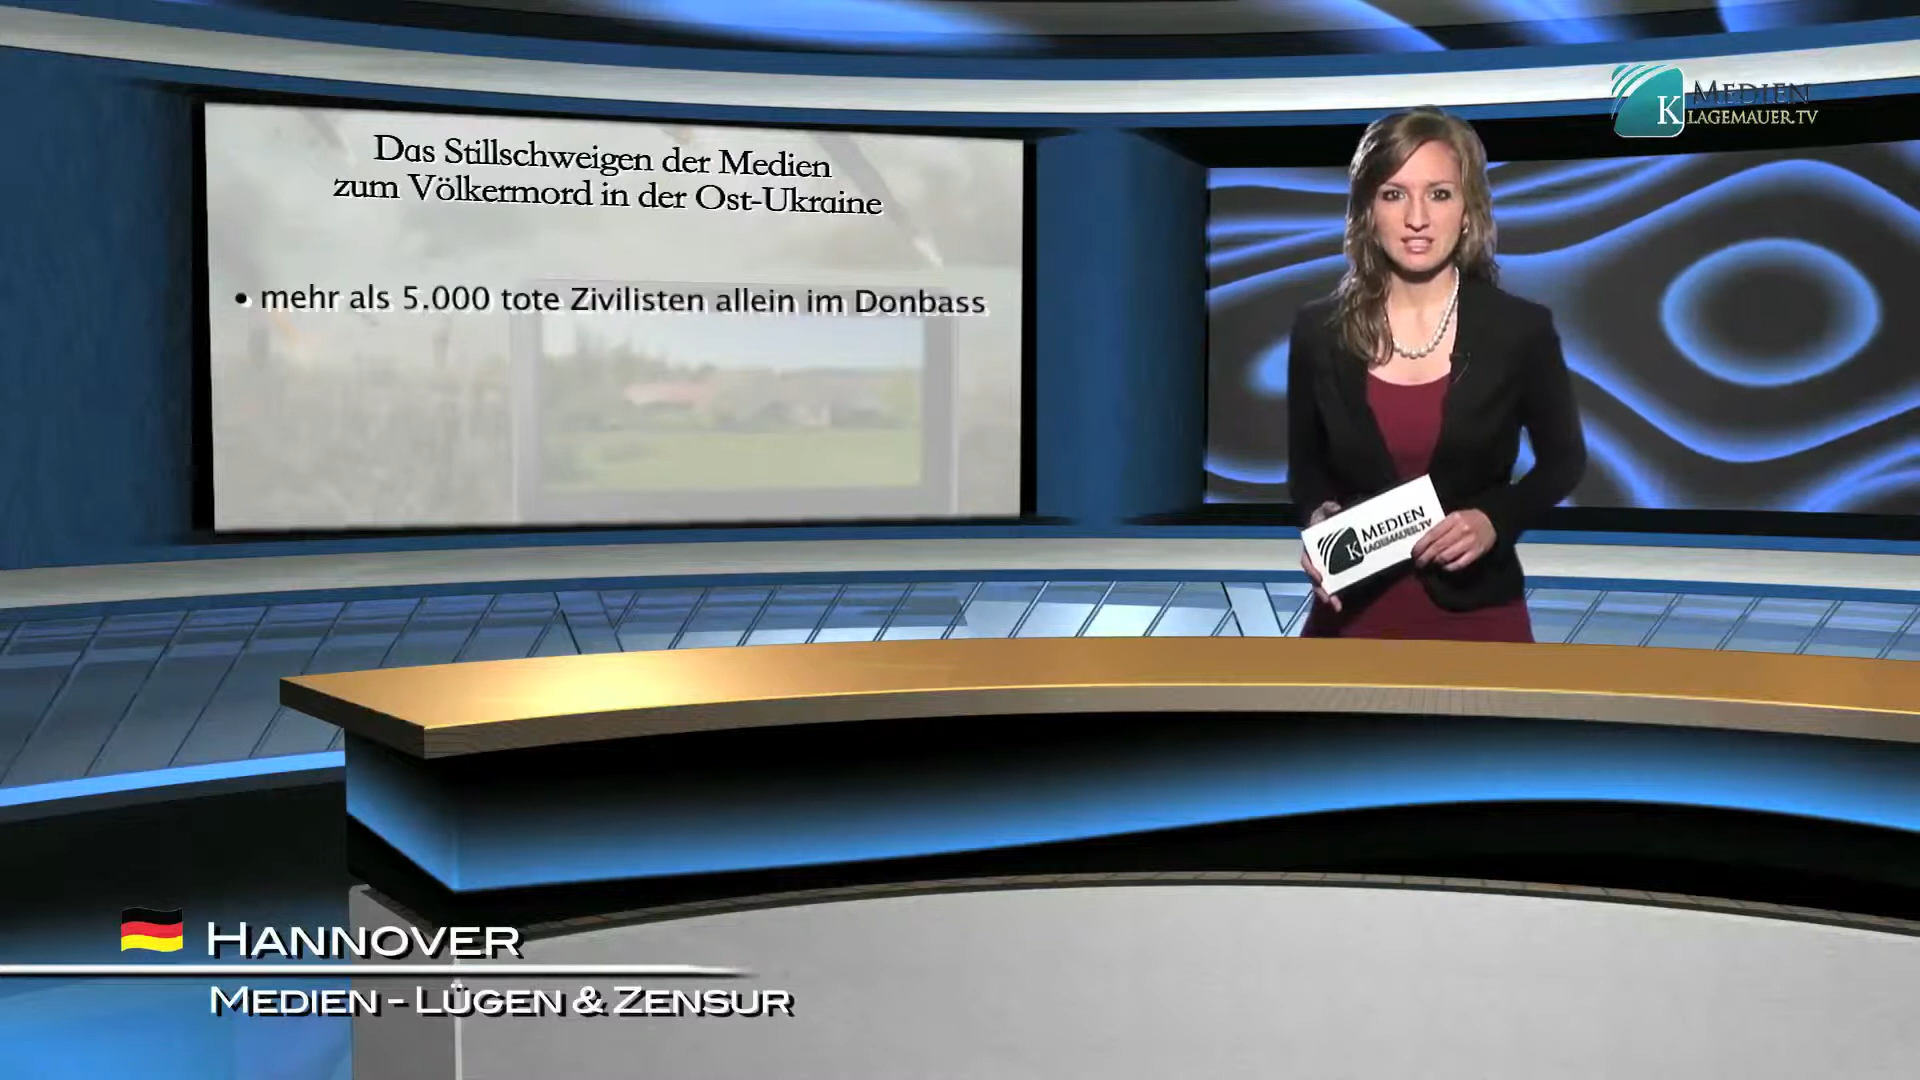 Das Stillschweigen der Medien
zum Völkermord in der Ost-Ukraine
• mehr als 5.000 tote Zivilisten allein im Donbass
MEDIEN
KLAGEMAUER.TV
MEDIEN
KLAGEMAUER.TV
HANNOVER
MEDIEN - LÜGEN & ZENSUR